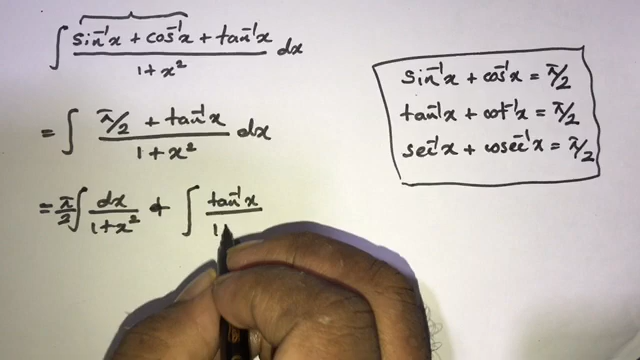 ∫ sin⁻¹x + cos⁻¹x + tan⁻¹x / 1+x² dx
= ∫ π/2 + tan⁻¹x / 1+x² dx
= π/2 ∫ dx / 1+x² + ∫ tan⁻¹x / 1
sin⁻¹x + cos⁻¹x = π/2
tan⁻¹x + cot⁻¹x = π/2
sec⁻¹x + cosec⁻¹x = π/2